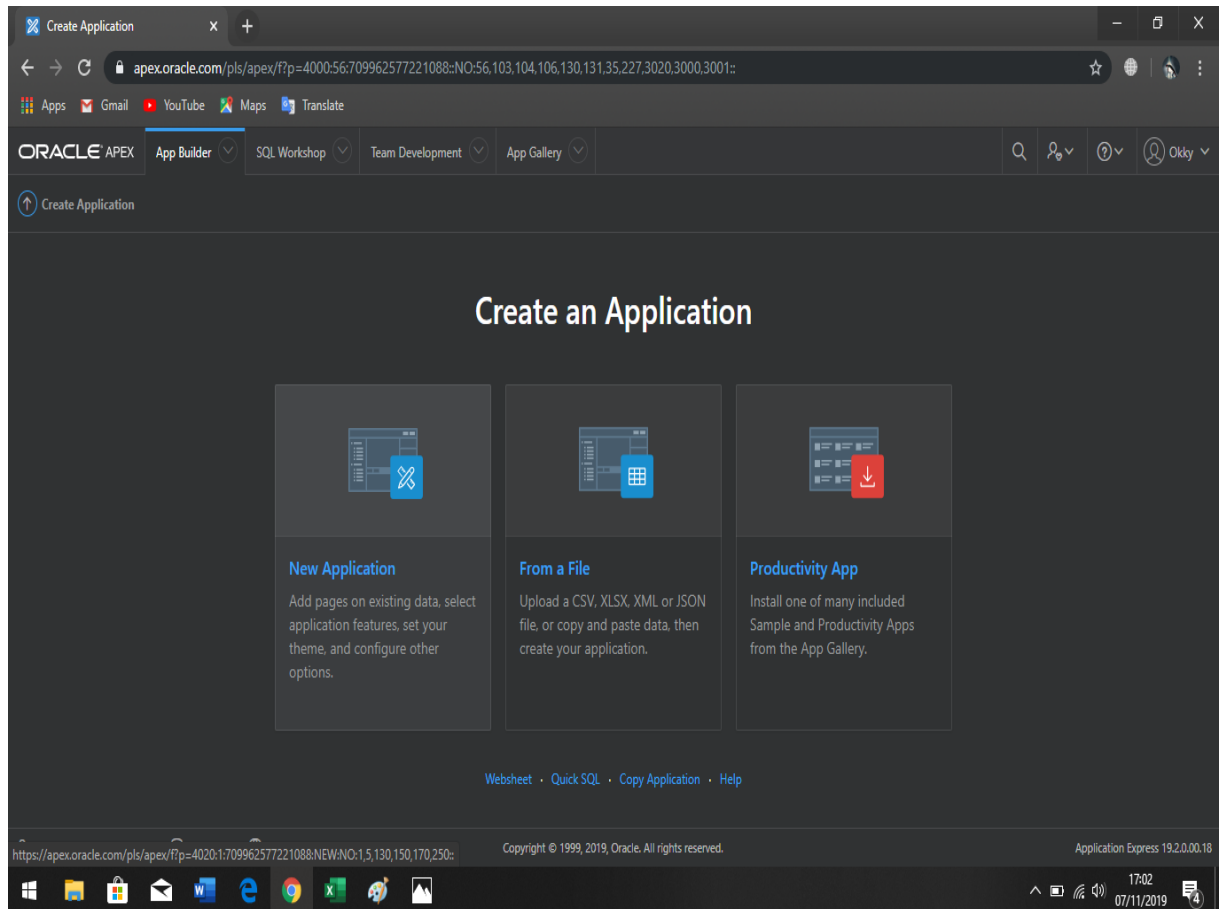 Create Application
apex.oracle.com/pls/apex/f?p=4000:56:709962577221088::NO:56,103,104,106,130,131,35,227,3020,3000,3001::
Apps Gmail YouTube Maps Translate
ORACLE APEX App Builder SQL Workshop Team Development App Gallery Okky
Create Application
Create an Application
New Application
Add pages on existing data, select
application features, set your
theme, and configure other
options.
From a File
Upload a CSV, XLSX, XML or JSON
file, or copy and paste data, then
create your application.
Productivity App
Install one of many included
Sample and Productivity Apps
from the App Gallery.
Websheet • Quick SQL • Copy Application • Help
https://apex.oracle.com/pls/apex/f?p=4020:1:709962577221088:NEW:NO:1,5,130,150,170,250::
Copyright © 1999, 2019, Oracle. All rights reserved.
Application Express 19.2.0.00.18
17:02
07/11/2019
4